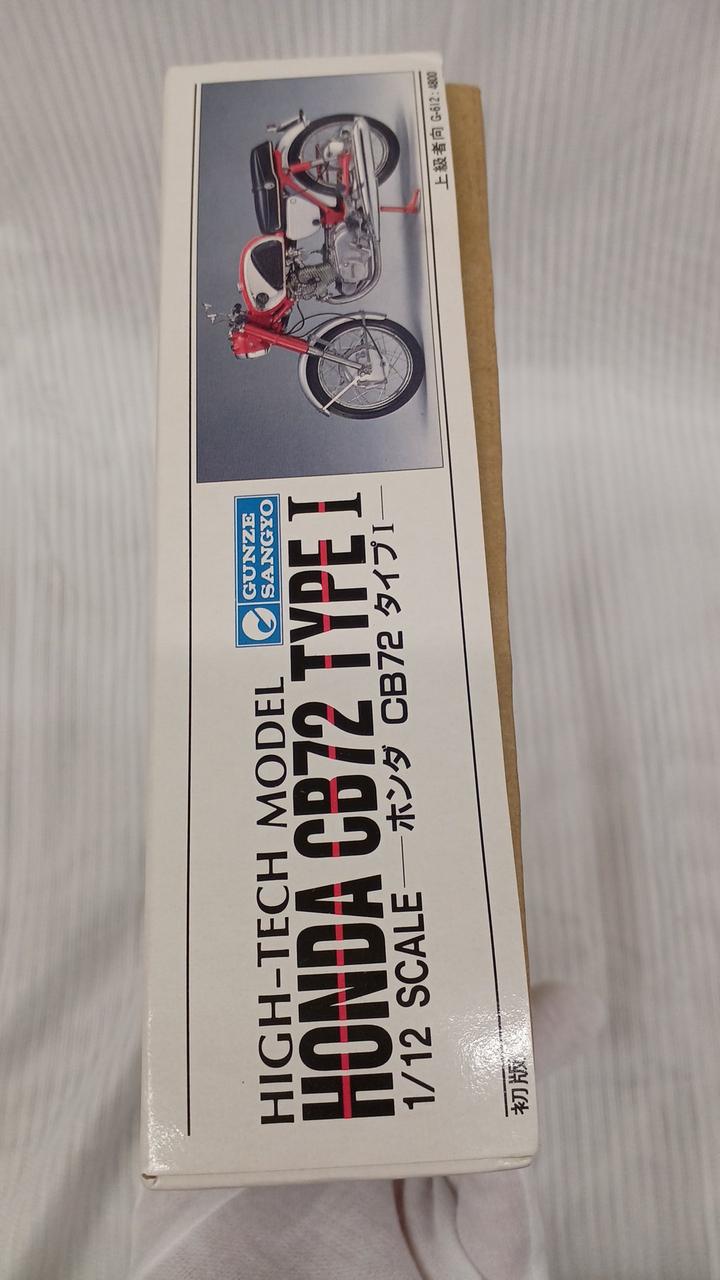 HIGH-TECH MODEL
GUNZE
SANGYO
HONDA CB72 TYPE I
1/12 SCALE—ホンダ CB72 タイプI—
初版
上級者向 G-612:4800